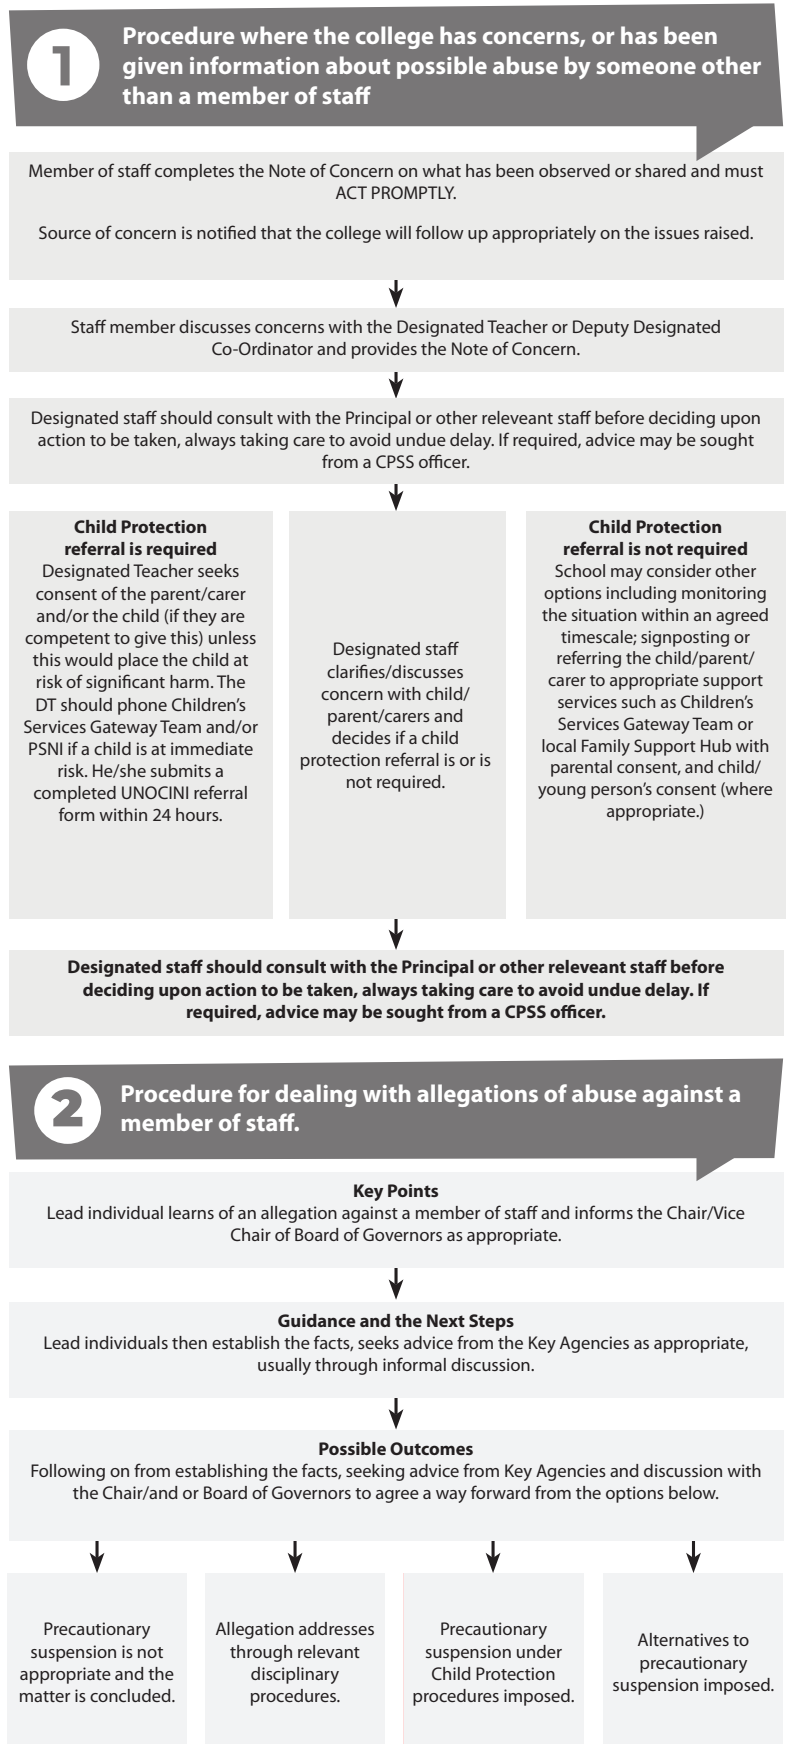 1
Procedure where the college has concerns, or has been
given information about possible abuse by someone other
than a member of staff
Member of staff completes the Note of Concern on what has been observed or shared and must
ACT PROMPTLY.
Source of concern is notified that the college will follow up appropriately on the issues raised.
Staff member discusses concerns with the Designated Teacher or Deputy Designated
Co-Ordinator and provides the Note of Concern.
Designated staff should consult with the Principal or other releveant staff before deciding upon
action to be taken, always taking care to avoid undue delay. If required, advice may be sought
from a CPSS officer.
Child Protection
referral is required
Designated Teacher seeks
consent of the parent/carer
and/or the child (if they are
competent to give this) unless
this would place the child at
risk of significant harm. The
DT should phone Children’s
Services Gateway Team and/or
PSNI if a child is at immediate
risk. He/she submits a
completed UNOCINI referral
form within 24 hours.
Designated staff
clarifies/discusses
concern with child/
parent/carers and
decides if a child
protection referral is or is
not required.
Child Protection
referral is not required
School may consider other
options including monitoring
the situation within an agreed
timescale; signposting or
referring the child/parent/
carer to appropriate support
services such as Children’s
Services Gateway Team or
local Family Support Hub with
parental consent, and child/
young person’s consent (where
appropriate.)
Designated staff should consult with the Principal or other releveant staff before
deciding upon action to be taken, always taking care to avoid undue delay. If
required, advice may be sought from a CPSS officer.
2
Procedure for dealing with allegations of abuse against a
member of staff.
Key Points
Lead individual learns of an allegation against a member of staff and informs the Chair/Vice
Chair of Board of Governors as appropriate.
Guidance and the Next Steps
Lead individuals then establish the facts, seeks advice from the Key Agencies as appropriate,
usually through informal discussion.
Possible Outcomes
Following on from establishing the facts, seeking advice from Key Agencies and discussion with
the Chair/and or Board of Governors to agree a way forward from the options below.
Precautionary
suspension is not
appropriate and the
matter is concluded.
Allegation addresses
through relevant
disciplinary
procedures.
Precautionary
suspension under
Child Protection
procedures imposed.
Alternatives to
precautionary
suspension imposed.